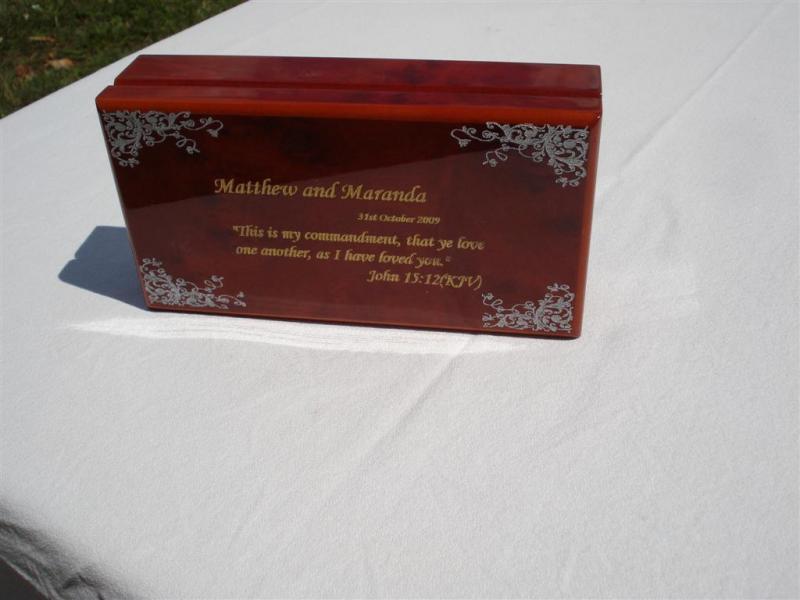 Matthew and Maranda
31st October 2009
"This is my commandment, that ye love
one another, as I have loved you."
John 15:12(KJV)